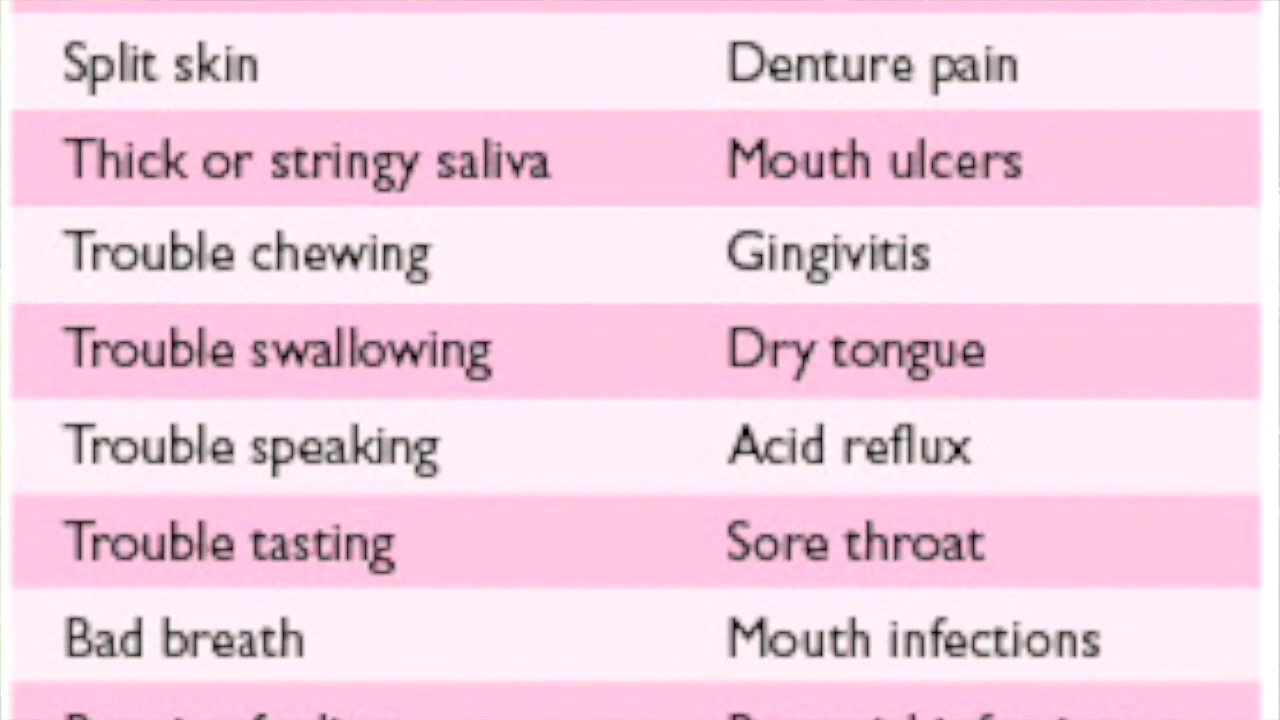 Split skin Denture pain
Thick or stringy saliva Mouth ulcers
Trouble chewing Gingivitis
Trouble swallowing Dry tongue
Trouble speaking Acid reflux
Trouble tasting Sore throat
Bad breath Mouth infections